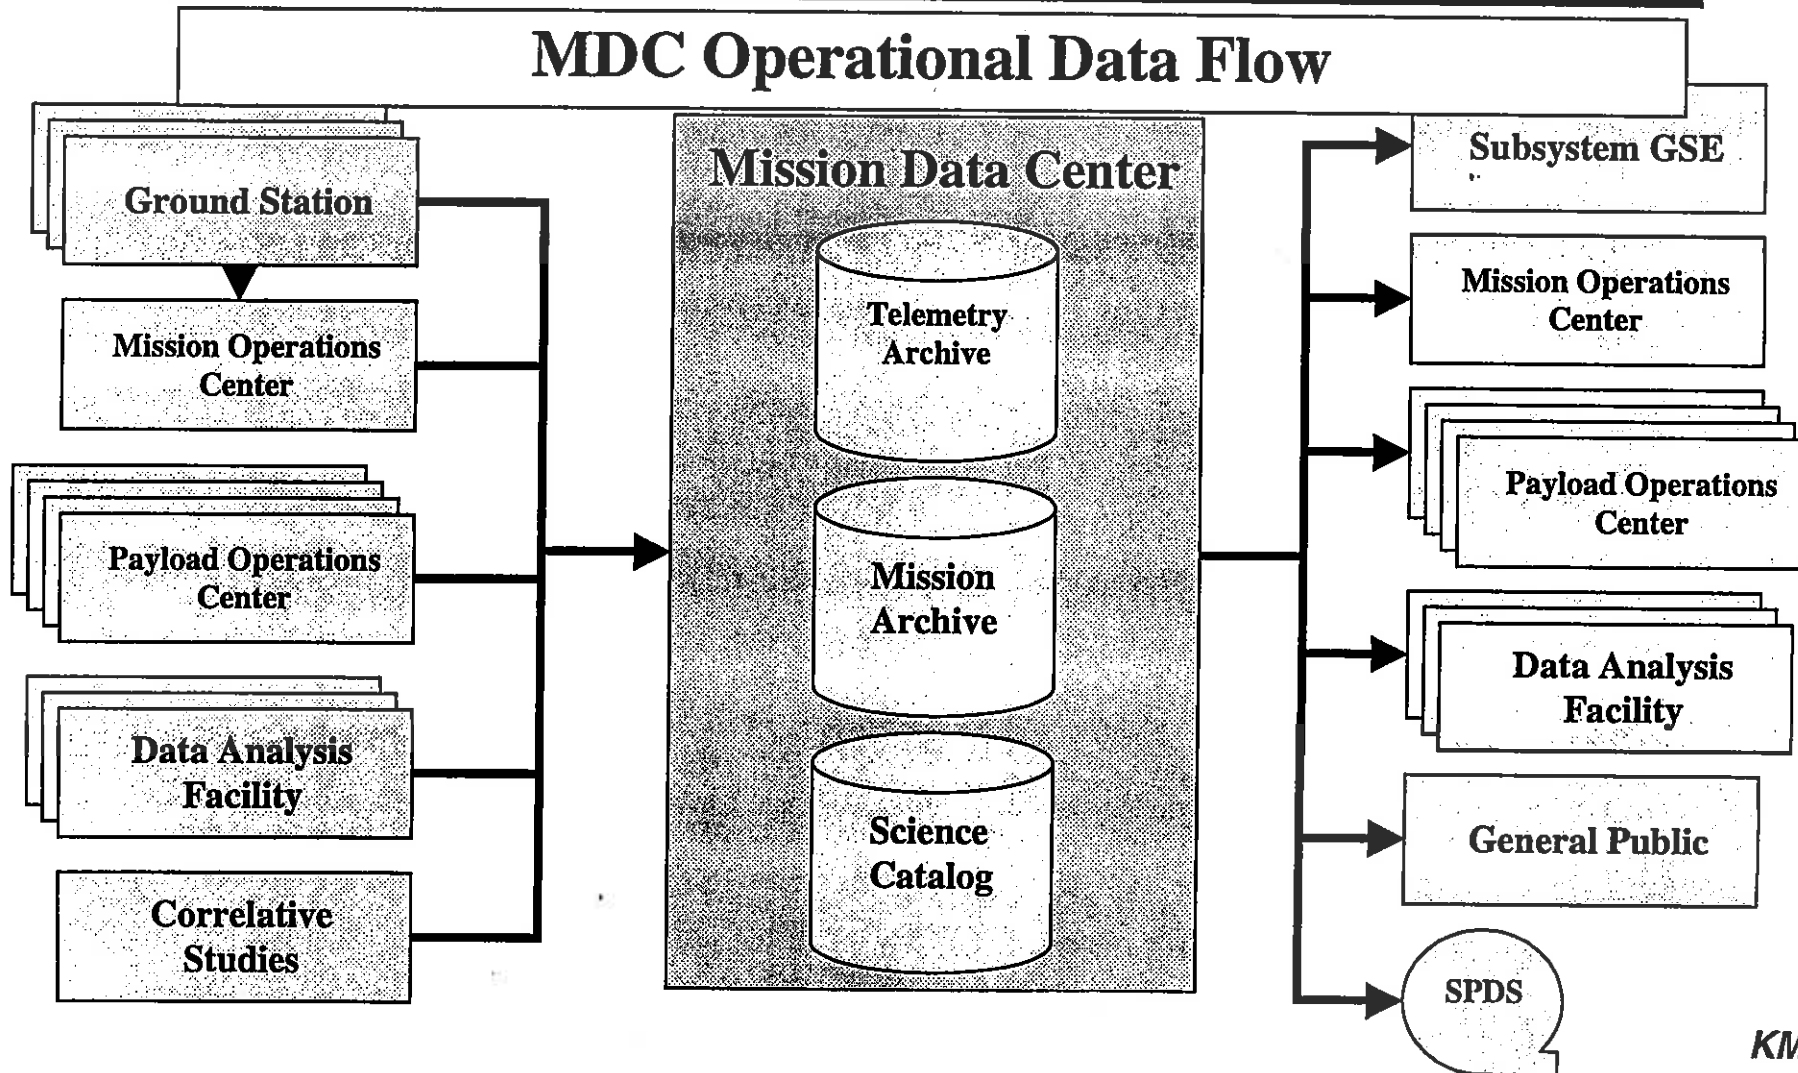 MDC Operational Data Flow
Ground Station
Mission Operations
Center
Payload Operations
Center
Data Analysis
Facility
Correlative
Studies
Mission Data Center
Telemetry
Archive
Mission
Archive
Science
Catalog
Subsystem GSE
Mission Operations
Center
Payload Operations
Center
Data Analysis
Facility
General Public
SPDS
KM